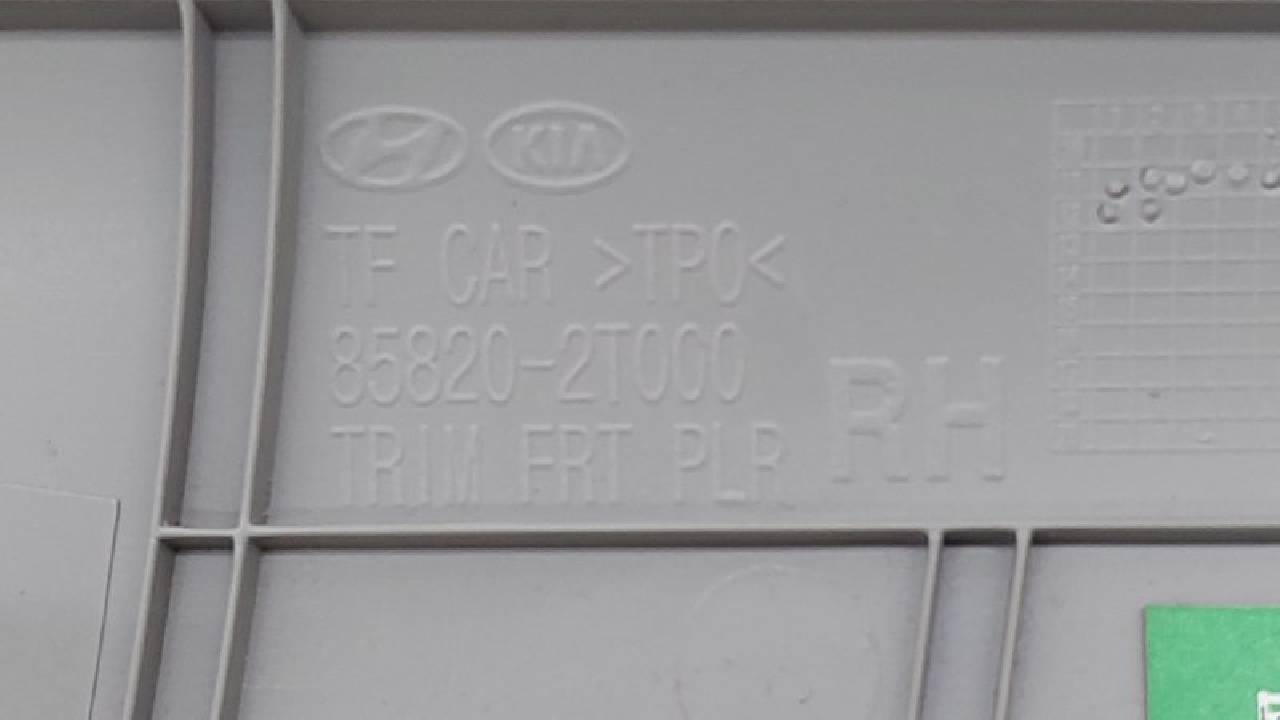 KIA
TF CAR >TPO<
85820-2T000
TRIM FRT PLR RH